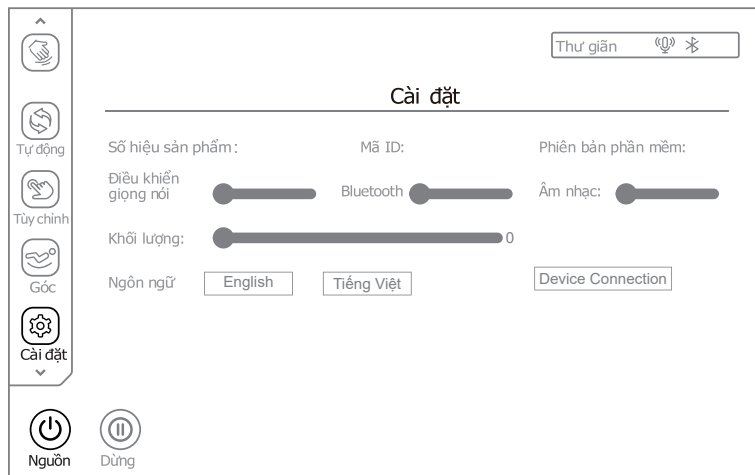 Thư giãn
Cài đặt
Tự động
Tùy chỉnh
Góc
Cài đặt
Số hiệu sản phẩm:
Mã ID:
Phiên bản phần mềm:
Điều khiển
giọng nói
Bluetooth
Âm nhạc:
Khối lượng:
0
Ngôn ngữ
English
Tiếng Việt
Device Connection
Nguồn
Dừng